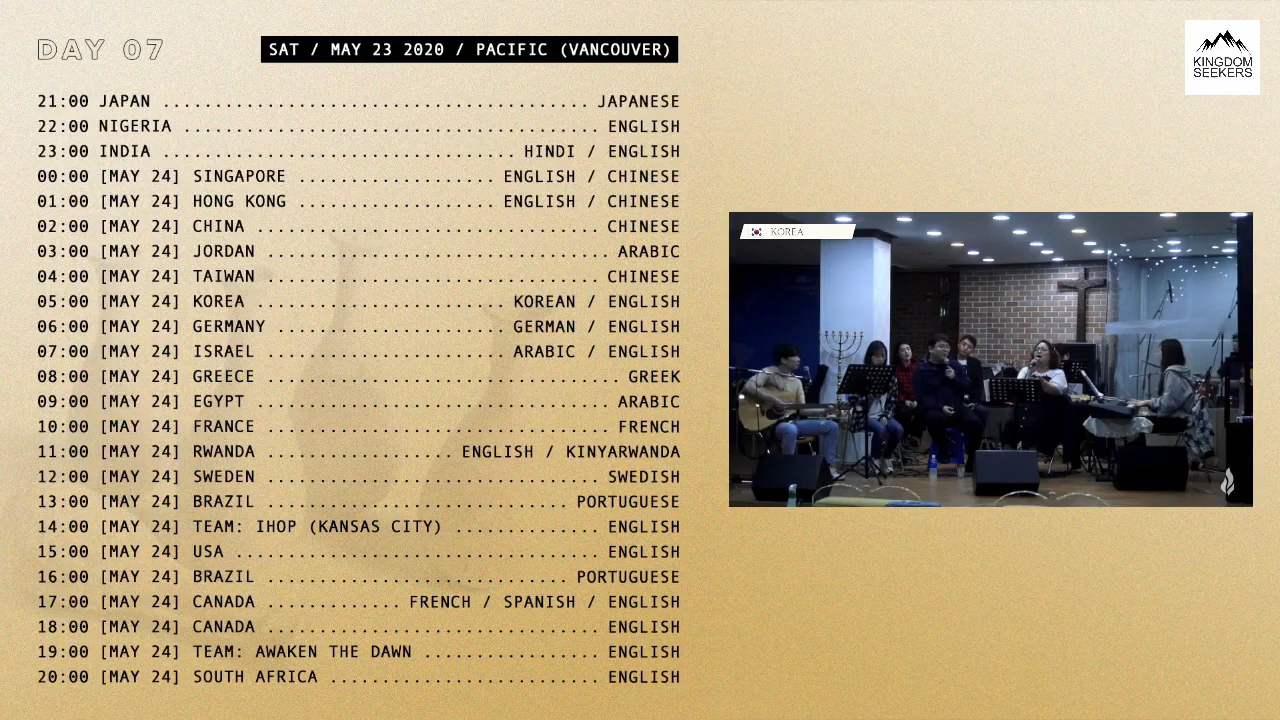 DAY 07
SAT / MAY 23 2020 / PACIFIC (VANCOUVER)
21:00 JAPAN ......................................... JAPANESE
22:00 NIGERIA ........................................ ENGLISH
23:00 INDIA .................................. HINDI / ENGLISH
00:00 [MAY 24] SINGAPORE ................... ENGLISH / CHINESE
01:00 [MAY 24] HONG KONG ................... ENGLISH / CHINESE
02:00 [MAY 24] CHINA ................................. CHINESE
03:00 [MAY 24] JORDAN ................................. ARABIC
04:00 [MAY 24] TAIWAN ................................ CHINESE
05:00 [MAY 24] KOREA ........................ KOREAN / ENGLISH
06:00 [MAY 24] GERMANY ...................... GERMAN / ENGLISH
07:00 [MAY 24] ISRAEL ....................... ARABIC / ENGLISH
08:00 [MAY 24] GREECE .................................. GREEK
09:00 [MAY 24] EGYPT .................................. ARABIC
10:00 [MAY 24] FRANCE ................................. FRENCH
11:00 [MAY 24] RWANDA .................. ENGLISH / KINYARWANDA
12:00 [MAY 24] SWEDEN ................................ SWEDISH
13:00 [MAY 24] BRAZIL ............................. PORTUGUESE
14:00 [MAY 24] TEAM: IHOP (KANSAS CITY) .............. ENGLISH
15:00 [MAY 24] USA ................................... ENGLISH
16:00 [MAY 24] BRAZIL ............................. PORTUGUESE
17:00 [MAY 24] CANADA ............. FRENCH / SPANISH / ENGLISH
18:00 [MAY 24] CANADA ................................ ENGLISH
19:00 [MAY 24] TEAM: AWAKEN THE DAWN ................. ENGLISH
20:00 [MAY 24] SOUTH AFRICA .......................... ENGLISH
KINGDOM
SEEKERS
KOREA